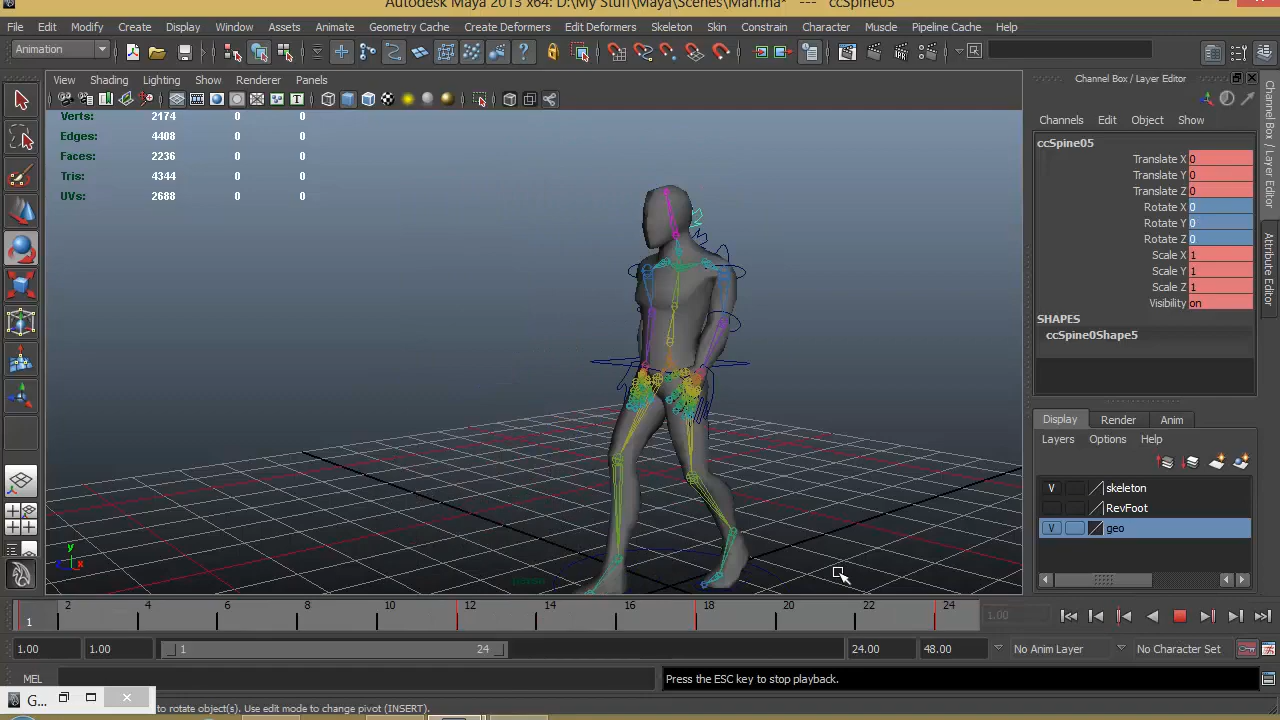 Autodesk Maya 2013 x64: D:\My Stuff\Maya\Scenes\Man.ma* --- ccSpine05
File Edit Modify Create Display Window Assets Animate Geometry Cache Create Deformers Edit Deformers Skeleton Skin Constrain Character Muscle Pipeline Cache Help
Animation
View Shading Lighting Show Renderer Panels
Channel Box / Layer Editor
Verts: 2174 0 0
Edges: 4408 0 0
Faces: 2236 0 0
Tris: 4344 0 0
UVs: 2688 0 0
Channels Edit Object Show
ccSpine05
Translate X 0
Translate Y 0
Translate Z 0
Rotate X 0
Rotate Y 0
Rotate Z 0
Scale X 1
Scale Y 1
Scale Z 1
Visibility on
SHAPES
ccSpine0Shape5
Channel Box / Layer Editor
Attribute Editor
Display Render Anim
Layers Options Help
V skeleton
RevFoot
V geo
y
z x
persp
1 2 4 6 8 10 12 14 16 18 20 22 24
1.00
1.00 1.00 1 24 24.00 48.00 No Anim Layer No Character Set
MEL
Press the ESC key to stop playback.
G...
to rotate object(s). Use edit mode to change pivot (INSERT).